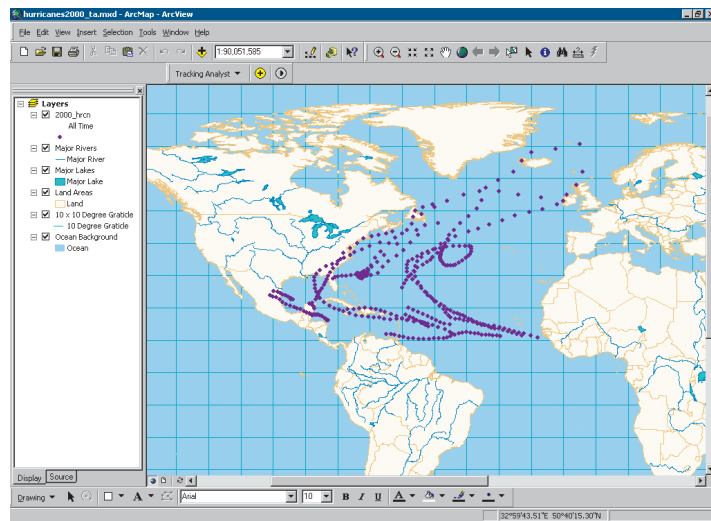 hurricanes2000_ta.mxd - ArcMap - ArcView
File Edit View Insert Selection Tools Window Help
1:90,051,585
Tracking Analyst
Layers
2000_hrcn
All Time
Major Rivers
Major River
Major Lakes
Major Lake
Land Areas
Land
10 x 10 Degree Graticle
10 Degree Graticle
Ocean Background
Ocean
Display Source
Drawing A Arial 10 B I U A
32°59'43.51"E 50°40'15.30"N